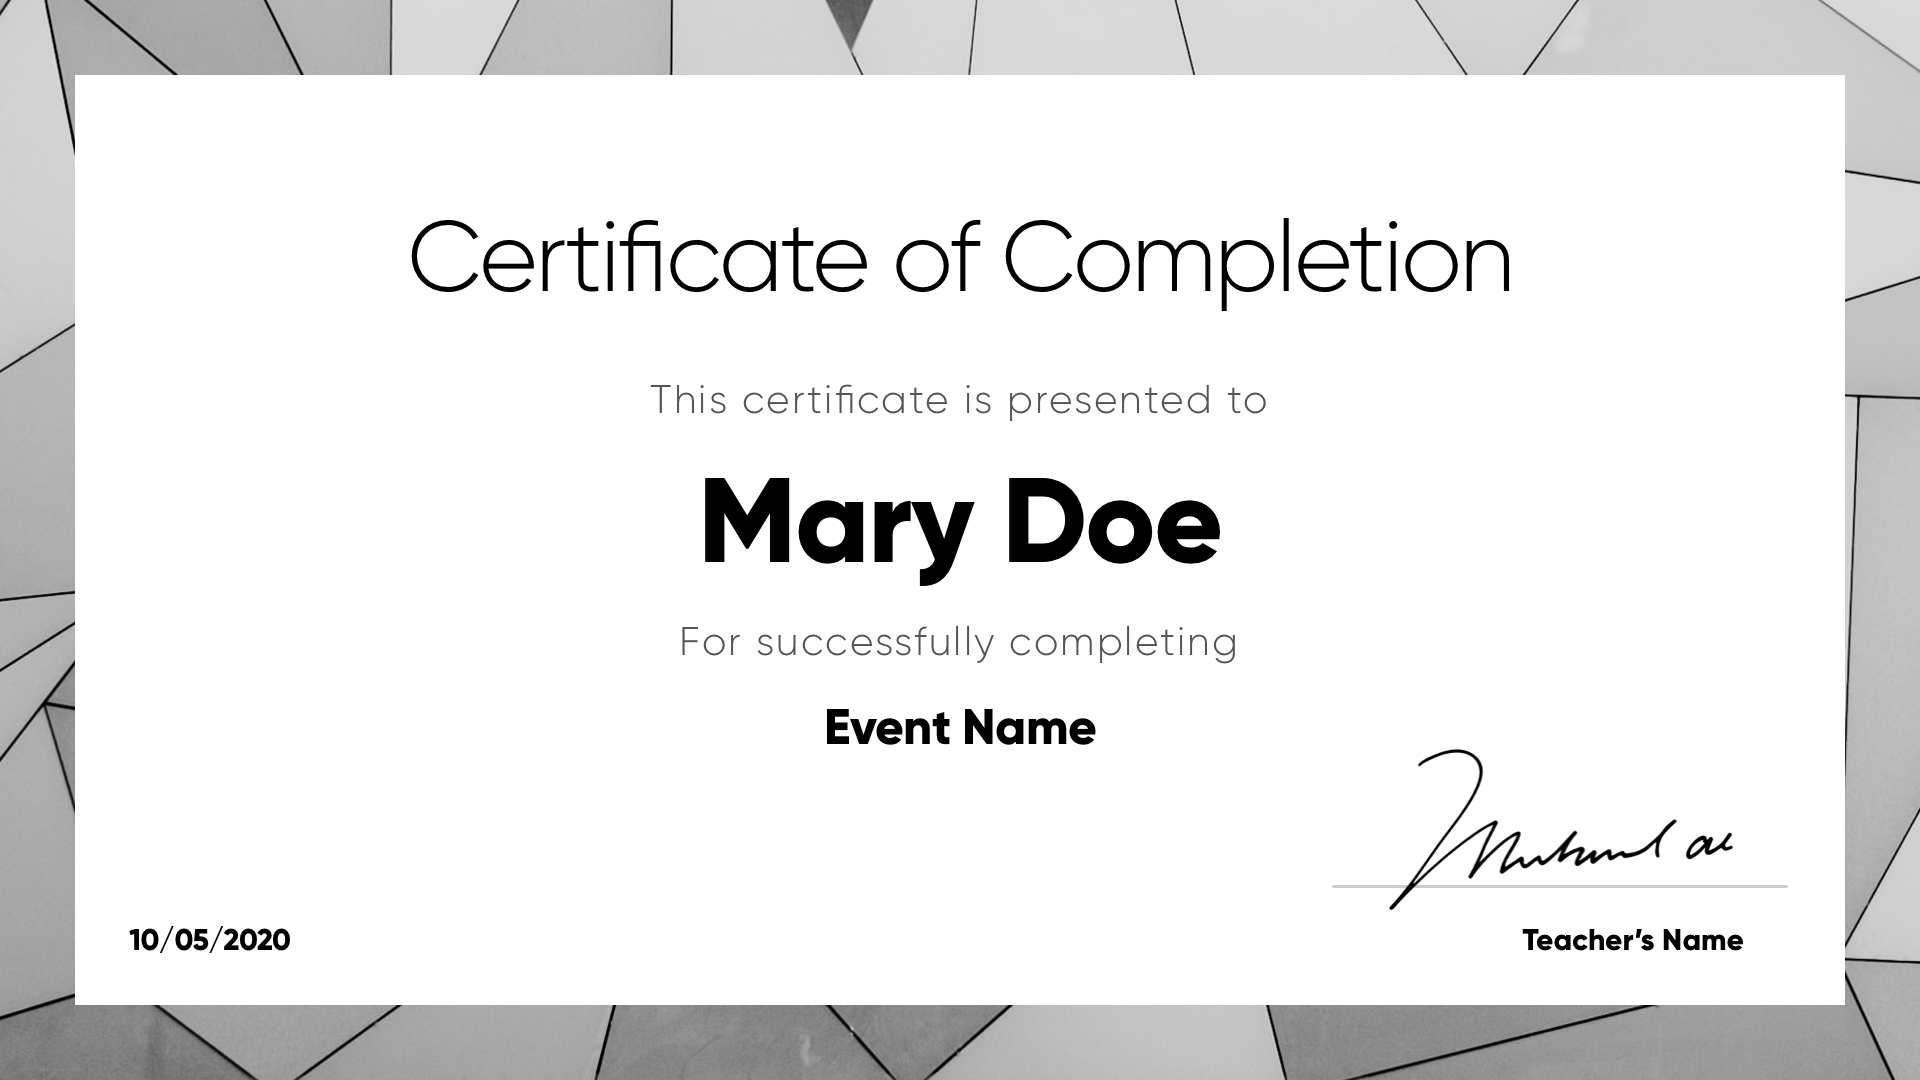 Certificate of Completion
This certificate is presented to
Mary Doe
For successfully completing
Event Name
10/05/2020
Teacher’s Name